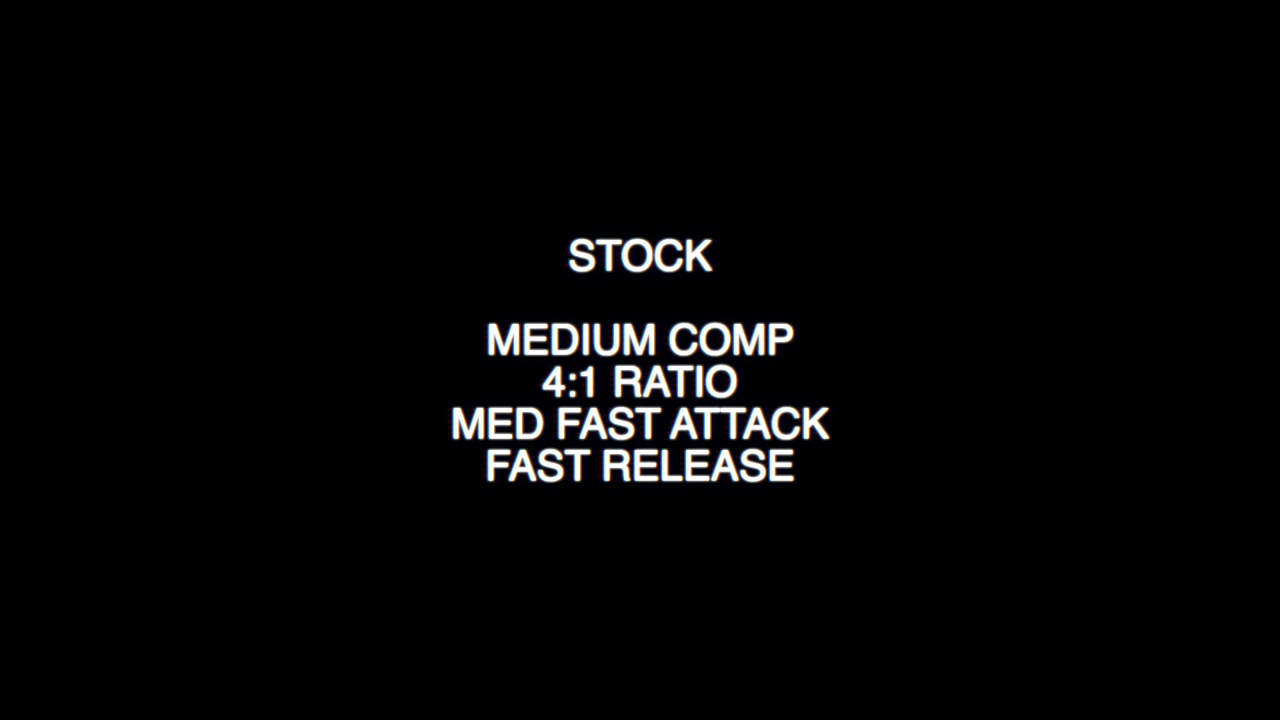 STOCK
MEDIUM COMP
4:1 RATIO
MED FAST ATTACK
FAST RELEASE